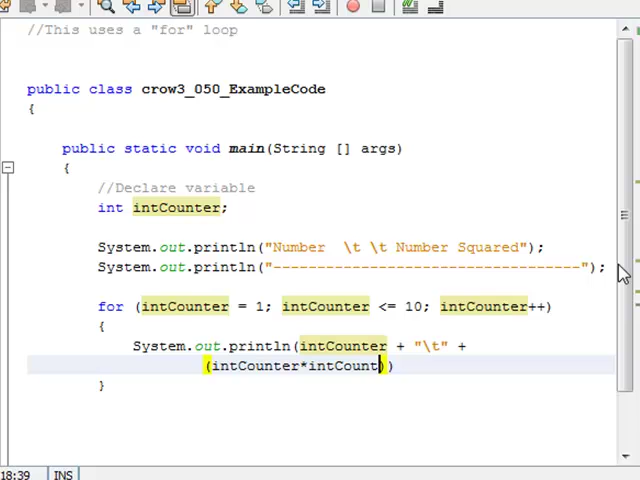 //This uses a "for" loop
public class crow3_050_ExampleCode
{
public static void main(String [] args)
{
//Declare variable
int intCounter;
System.out.println("Number  \t \t Number Squared");
System.out.println("-----------------------------------");
for (intCounter = 1; intCounter <= 10; intCounter++)
{
System.out.println(intCounter + "\t" +
(intCounter*intCount))
}
18:39 INS